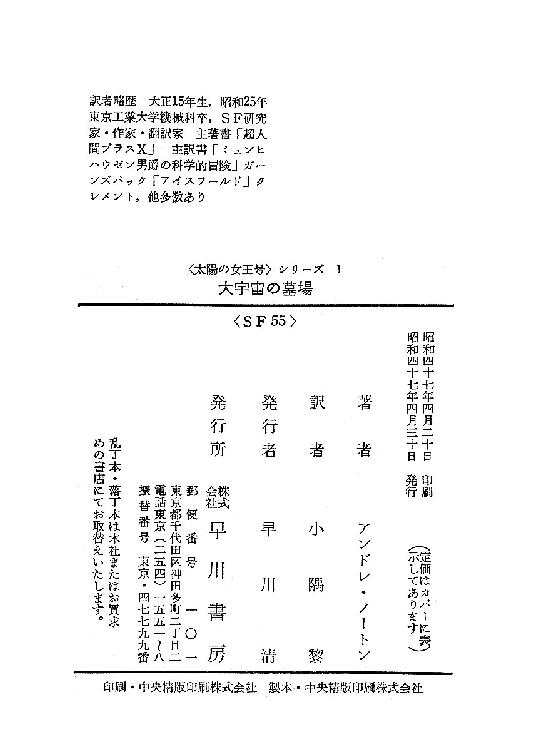 訳者略歴 大正15年生，昭和25年
東京工業大学機械科卒，SF研究
家・作家・翻訳家 主著書「超人
間プラスX」 主訳書「ミュンヒ
ハウゼン男爵の科学的冒険」ガー
ンズバック「アイスワールド」ク
レメント，他多数あり
〈太陽の女王号〉シリーズ 1
大宇宙の墓場
〈SF55〉
昭和四十七年四月二十日 印刷
昭和四十七年四月三十日 発行
（定価はカバーに表
示してあります）
著者 アンドレ・ノートン
訳者 小隅黎
発行者 早川清
発行所 株式会社 早川書房
郵便番号 一〇一
東京都千代田区神田多町二丁目二
電話東京（二五四）一五五一～八
振替番号 東京・四七七九九番
乱丁本・落丁本は本社またはお買求
めの書店にてお取替えいたします。
印刷・中央精版印刷株式会社 製本・中央精版印刷株式会社